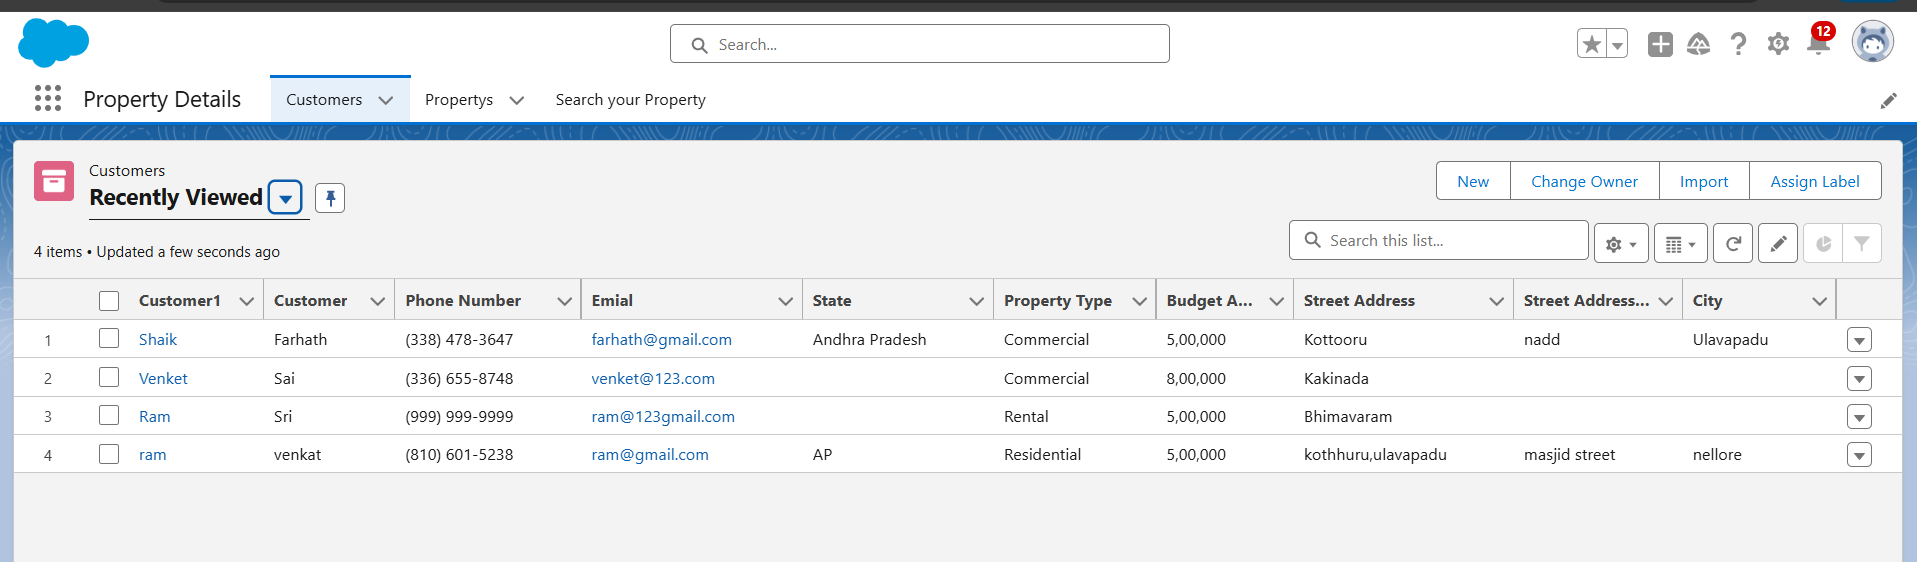 Search...
12
Property Details Customers Propertys Search your Property
Customers
Recently Viewed
New Change Owner Import Assign Label
4 items • Updated a few seconds ago
Search this list...
Customer1 Customer Phone Number Emial State Property Type Budget A... Street Address Street Address... City
1 Shaik Farhath (338) 478-3647 farhath@gmail.com Andhra Pradesh Commercial 5,00,000 Kottooru nadd Ulavapadu
2 Venket Sai (336) 655-8748 venket@123.com Commercial 8,00,000 Kakinada
3 Ram Sri (999) 999-9999 ram@123gmail.com Rental 5,00,000 Bhimavaram
4 ram venkat (810) 601-5238 ram@gmail.com AP Residential 5,00,000 kothhuru,ulavapadu masjid street nellore